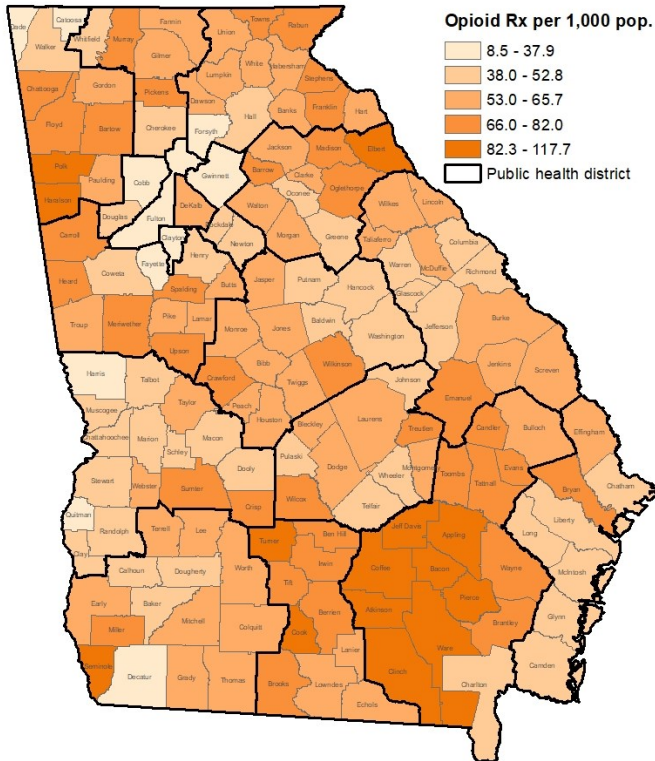 Opioid Rx per 1,000 pop.
8.5 - 37.9
38.0 - 52.8
53.0 - 65.7
66.0 - 82.0
82.3 - 117.7
Public health district
Dade
Catoosa
Whitfield
Murray
Fannin
Union
Towns
Rabun
Walker
Gilmer
White
Habersham
Stephens
Lumpkin
Chattooga
Gordon
Pickens
Dawson
Banks
Franklin
Hart
Hall
Floyd
Bartow
Cherokee
Forsyth
Jackson
Madison
Elbert
Polk
Paulding
Cobb
Gwinnett
Barrow
Clarke
Oglethorpe
Haralson
Fulton
DeKalb
Oconee
Wilkes
Lincoln
Douglas
Walton
Carroll
Clayton
Rockdale
Newton
Morgan
Greene
Taliaferro
Columbia
Fayette
Henry
McDuffie
Warren
Richmond
Heard
Coweta
Spalding
Butts
Jasper
Putnam
Hancock
Glascock
Troup
Meriwether
Pike
Lamar
Monroe
Jones
Baldwin
Jefferson
Burke
Upson
Washington
Harris
Talbot
Crawford
Bibb
Twiggs
Wilkinson
Johnson
Jenkins
Screven
Muscogee
Taylor
Peach
Houston
Emanuel
Chattahoochee
Marion
Macon
Bleckley
Laurens
Treutlen
Candler
Bulloch
Effingham
Schley
Stewart
Webster
Sumter
Dooly
Pulaski
Dodge
Wheeler
Montgomery
Toombs
Tattnall
Evans
Bryan
Chatham
Quitman
Crisp
Wilcox
Telfair
Randolph
Terrell
Lee
Turner
Ben Hill
Jeff Davis
Appling
Long
Liberty
Clay
Calhoun
Dougherty
Worth
Irwin
Coffee
Bacon
Wayne
McIntosh
Early
Baker
Mitchell
Tift
Pierce
Miller
Colquitt
Berrien
Atkinson
Brantley
Glynn
Cook
Ware
Seminole
Decatur
Grady
Thomas
Brooks
Lanier
Lowndes
Clinch
Charlton
Camden
Echols